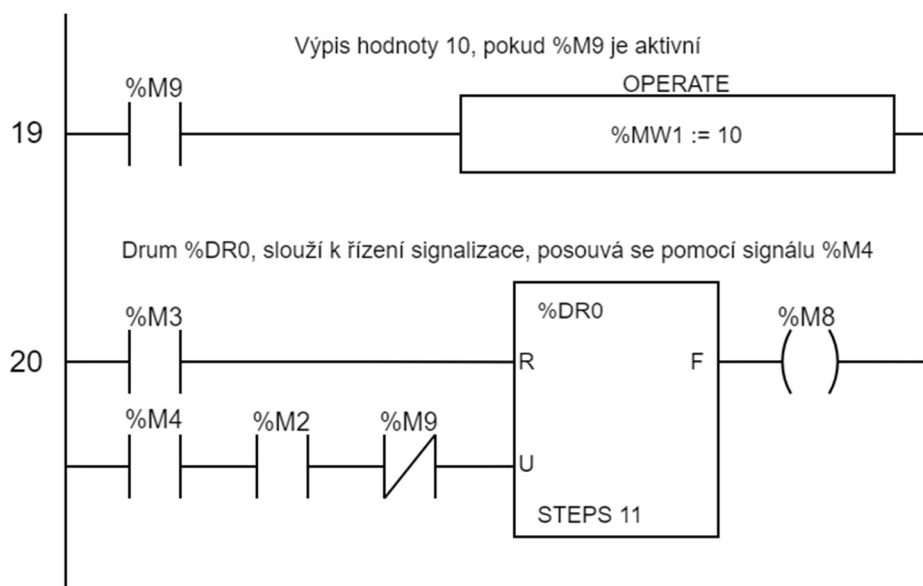 Výpis hodnoty 10, pokud %M9 je aktivní
OPERATE
%M9
19
%MW1 := 10
Drum %DR0, slouží k řízení signalizace, posouvá se pomocí signálu %M4
%DR0
%M3
%M8
20
R
F
%M4
%M2
%M9
U
STEPS 11